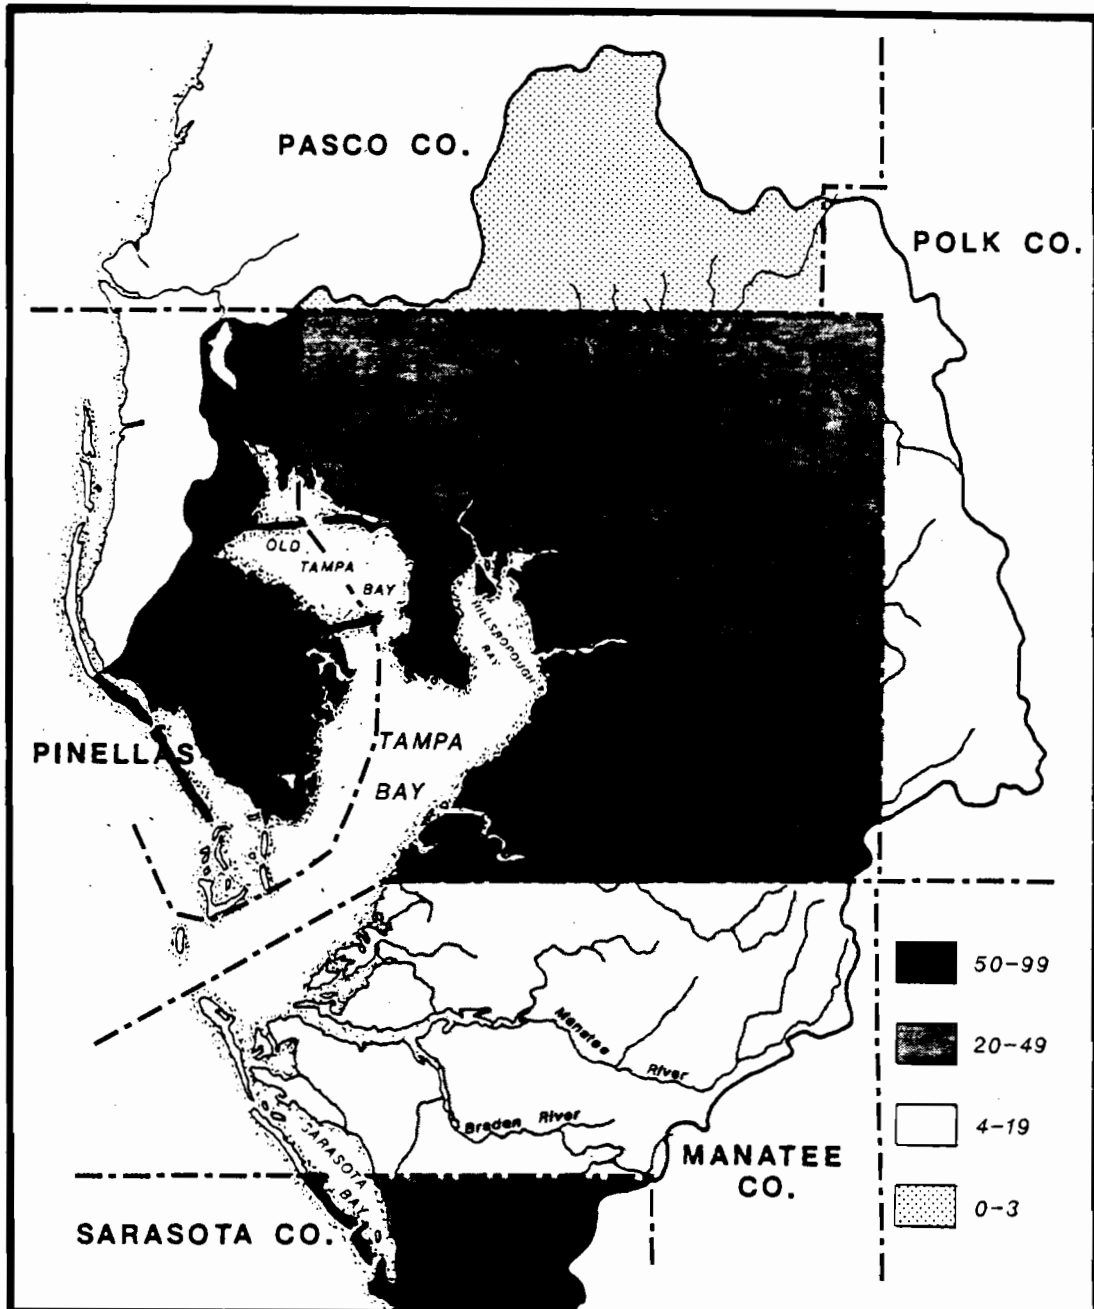 PASCO CO.
POLK CO.
OLD
TAMPA
BAY
HILLSBOROUGH
BAY
PINELLAS
TAMPA
BAY
50-99
20-49
4-19
0-3
Manatee
River
Braden River
SARASOTA
BAY
MANATEE
CO.
SARASOTA CO.